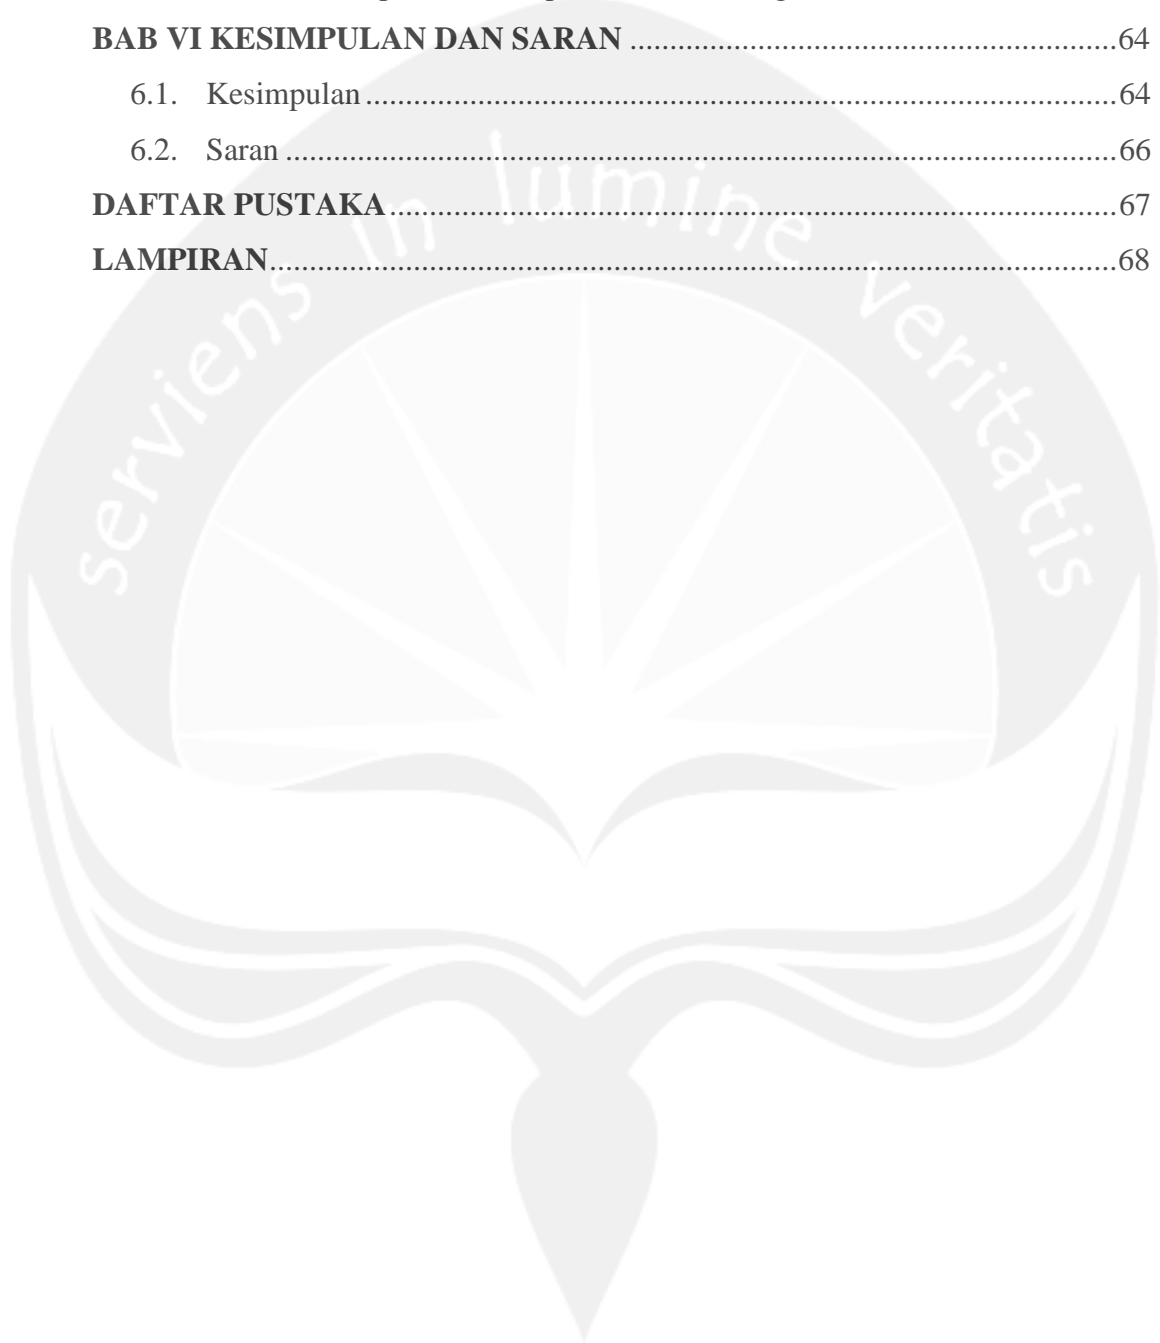 BAB VI KESIMPULAN DAN SARAN ........................................................................64
6.1. Kesimpulan ........................................................................................64
6.2. Saran ..................................................................................................66
DAFTAR PUSTAKA ........................................................................................67
LAMPIRAN........................................................................................................68
serviens in lumine veritatis